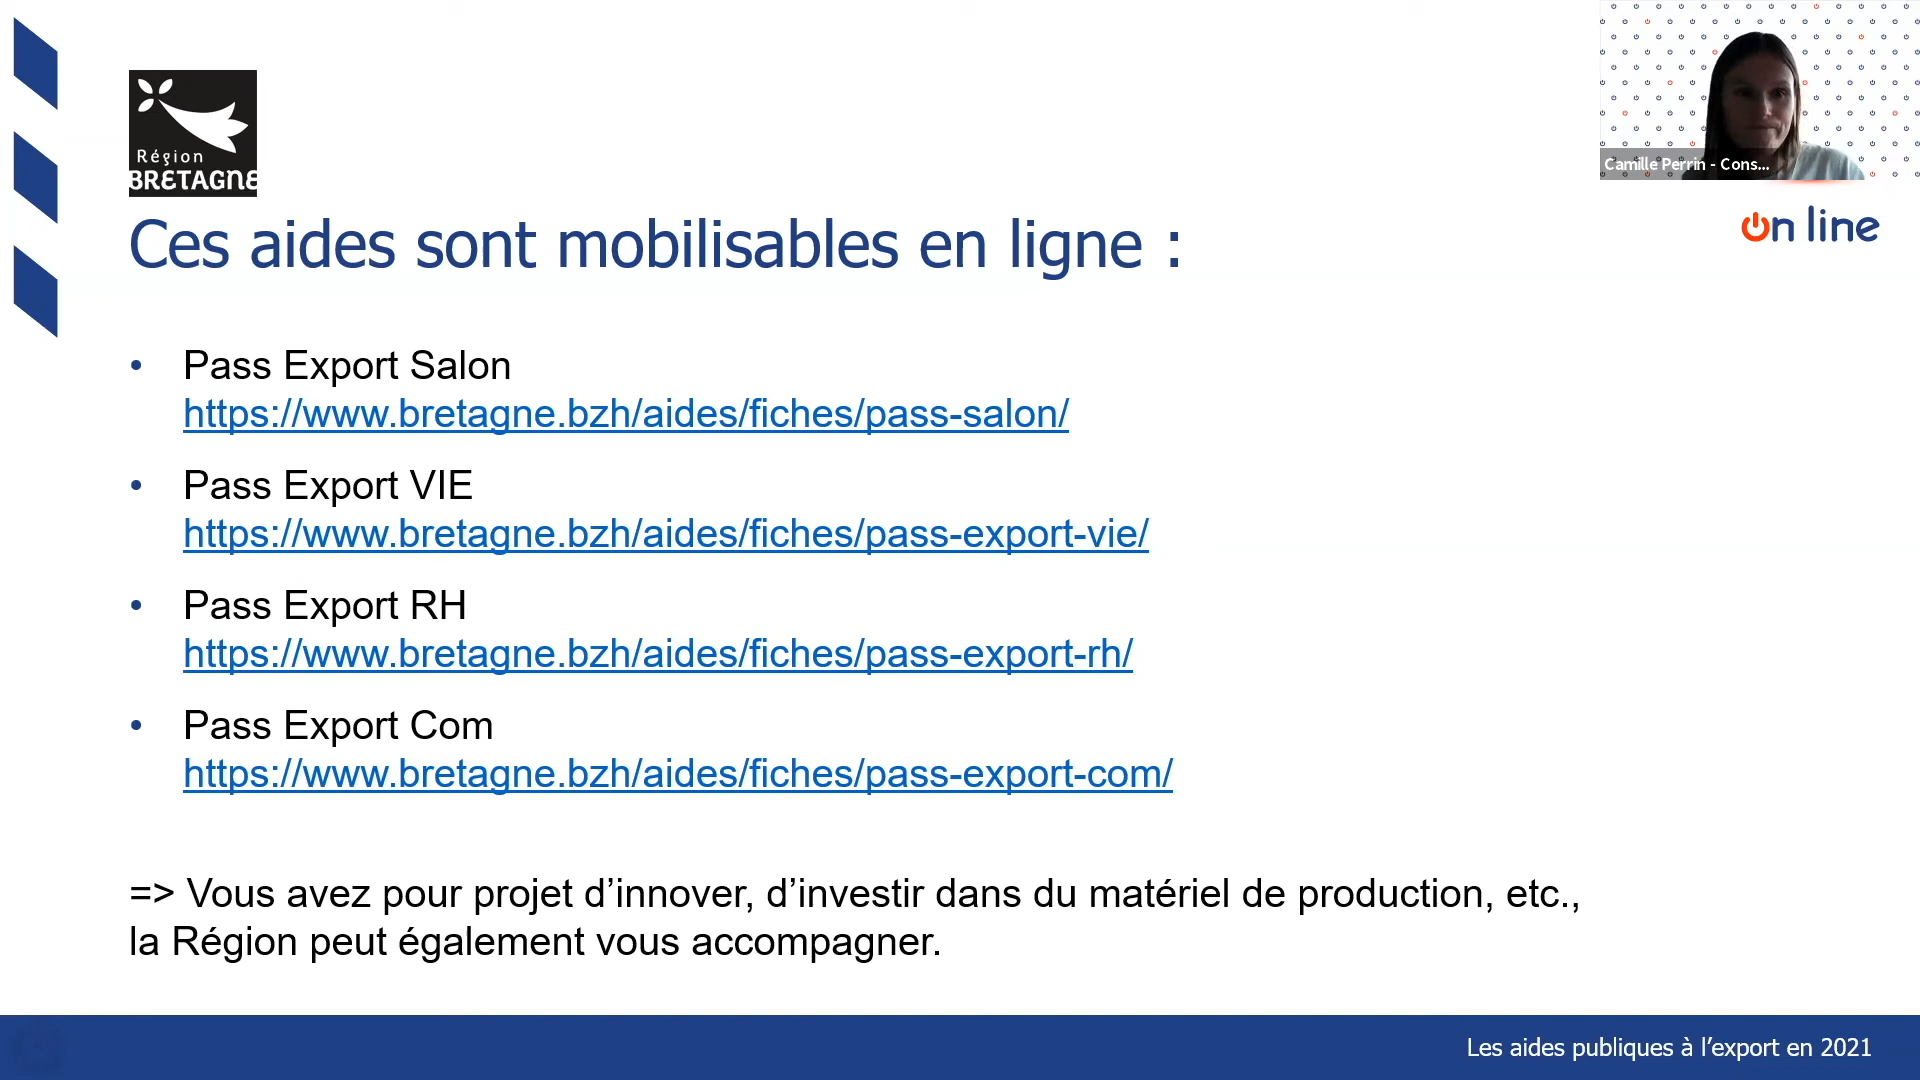 Région
BRETAGNE
Camille Perrin - Cons...
on line
Ces aides sont mobilisables en ligne :
• Pass Export Salon
https://www.bretagne.bzh/aides/fiches/pass-salon/
• Pass Export VIE
https://www.bretagne.bzh/aides/fiches/pass-export-vie/
• Pass Export RH
https://www.bretagne.bzh/aides/fiches/pass-export-rh/
• Pass Export Com
https://www.bretagne.bzh/aides/fiches/pass-export-com/
=> Vous avez pour projet d’innover, d’investir dans du matériel de production, etc.,
la Région peut également vous accompagner.
Les aides publiques à l’export en 2021